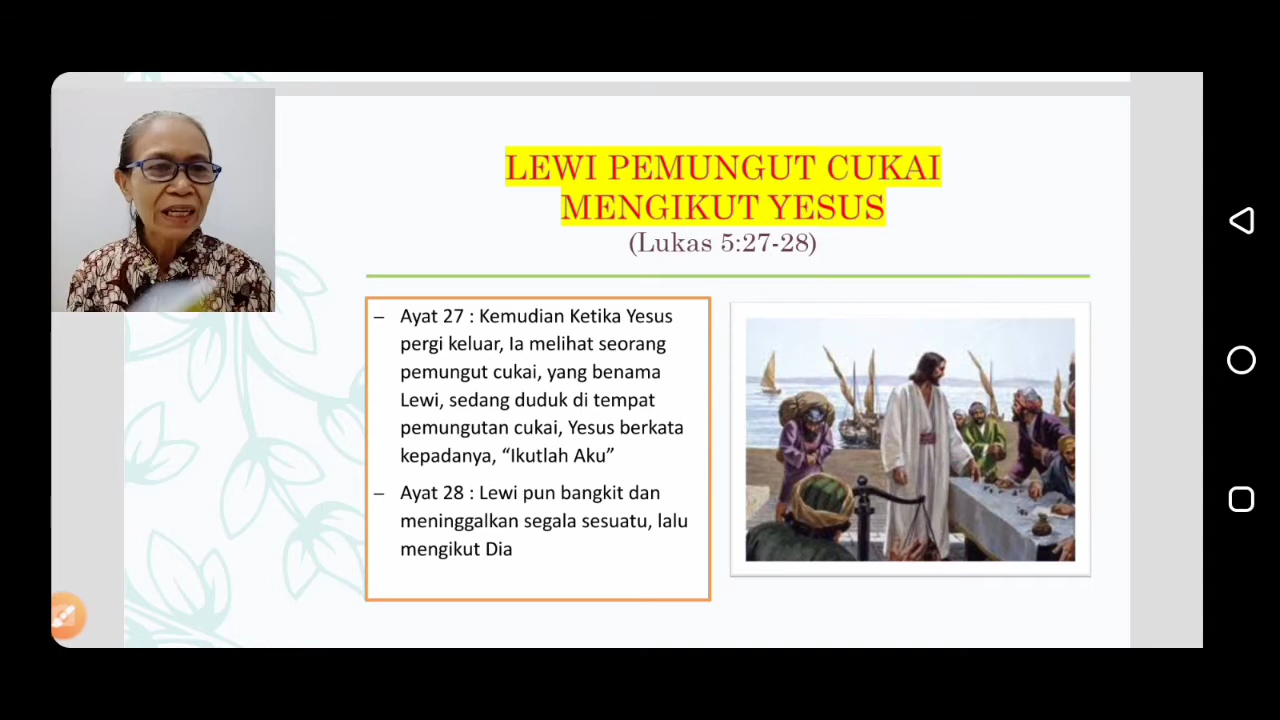 LEWI PEMUNGUT CUKAI
MENGIKUT YESUS
(Lukas 5:27-28)
– Ayat 27 : Kemudian Ketika Yesus
pergi keluar, Ia melihat seorang
pemungut cukai, yang benama
Lewi, sedang duduk di tempat
pemungutan cukai, Yesus berkata
kepadanya, “Ikutlah Aku”
– Ayat 28 : Lewi pun bangkit dan
meninggalkan segala sesuatu, lalu
mengikut Dia